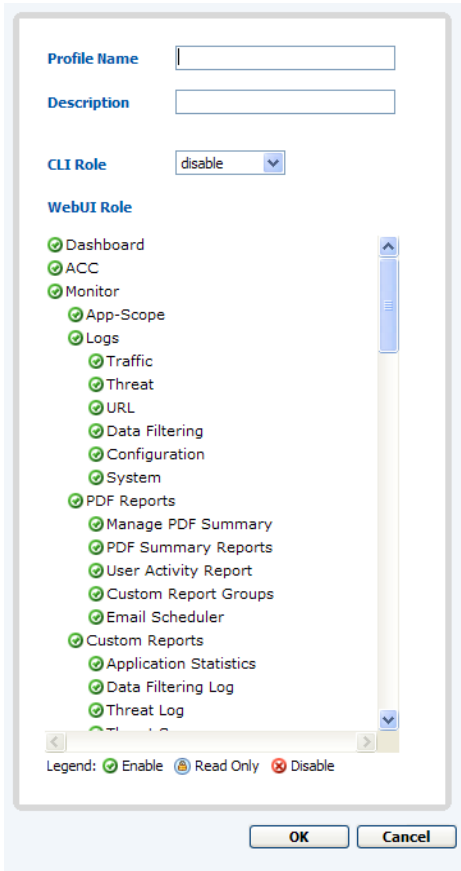 Profile Name
Description
CLI Role disable
WebUI Role
Dashboard
ACC
Monitor
App-Scope
Logs
Traffic
Threat
URL
Data Filtering
Configuration
System
PDF Reports
Manage PDF Summary
PDF Summary Reports
User Activity Report
Custom Report Groups
Email Scheduler
Custom Reports
Application Statistics
Data Filtering Log
Threat Log
Legend: Enable Read Only Disable
OK Cancel